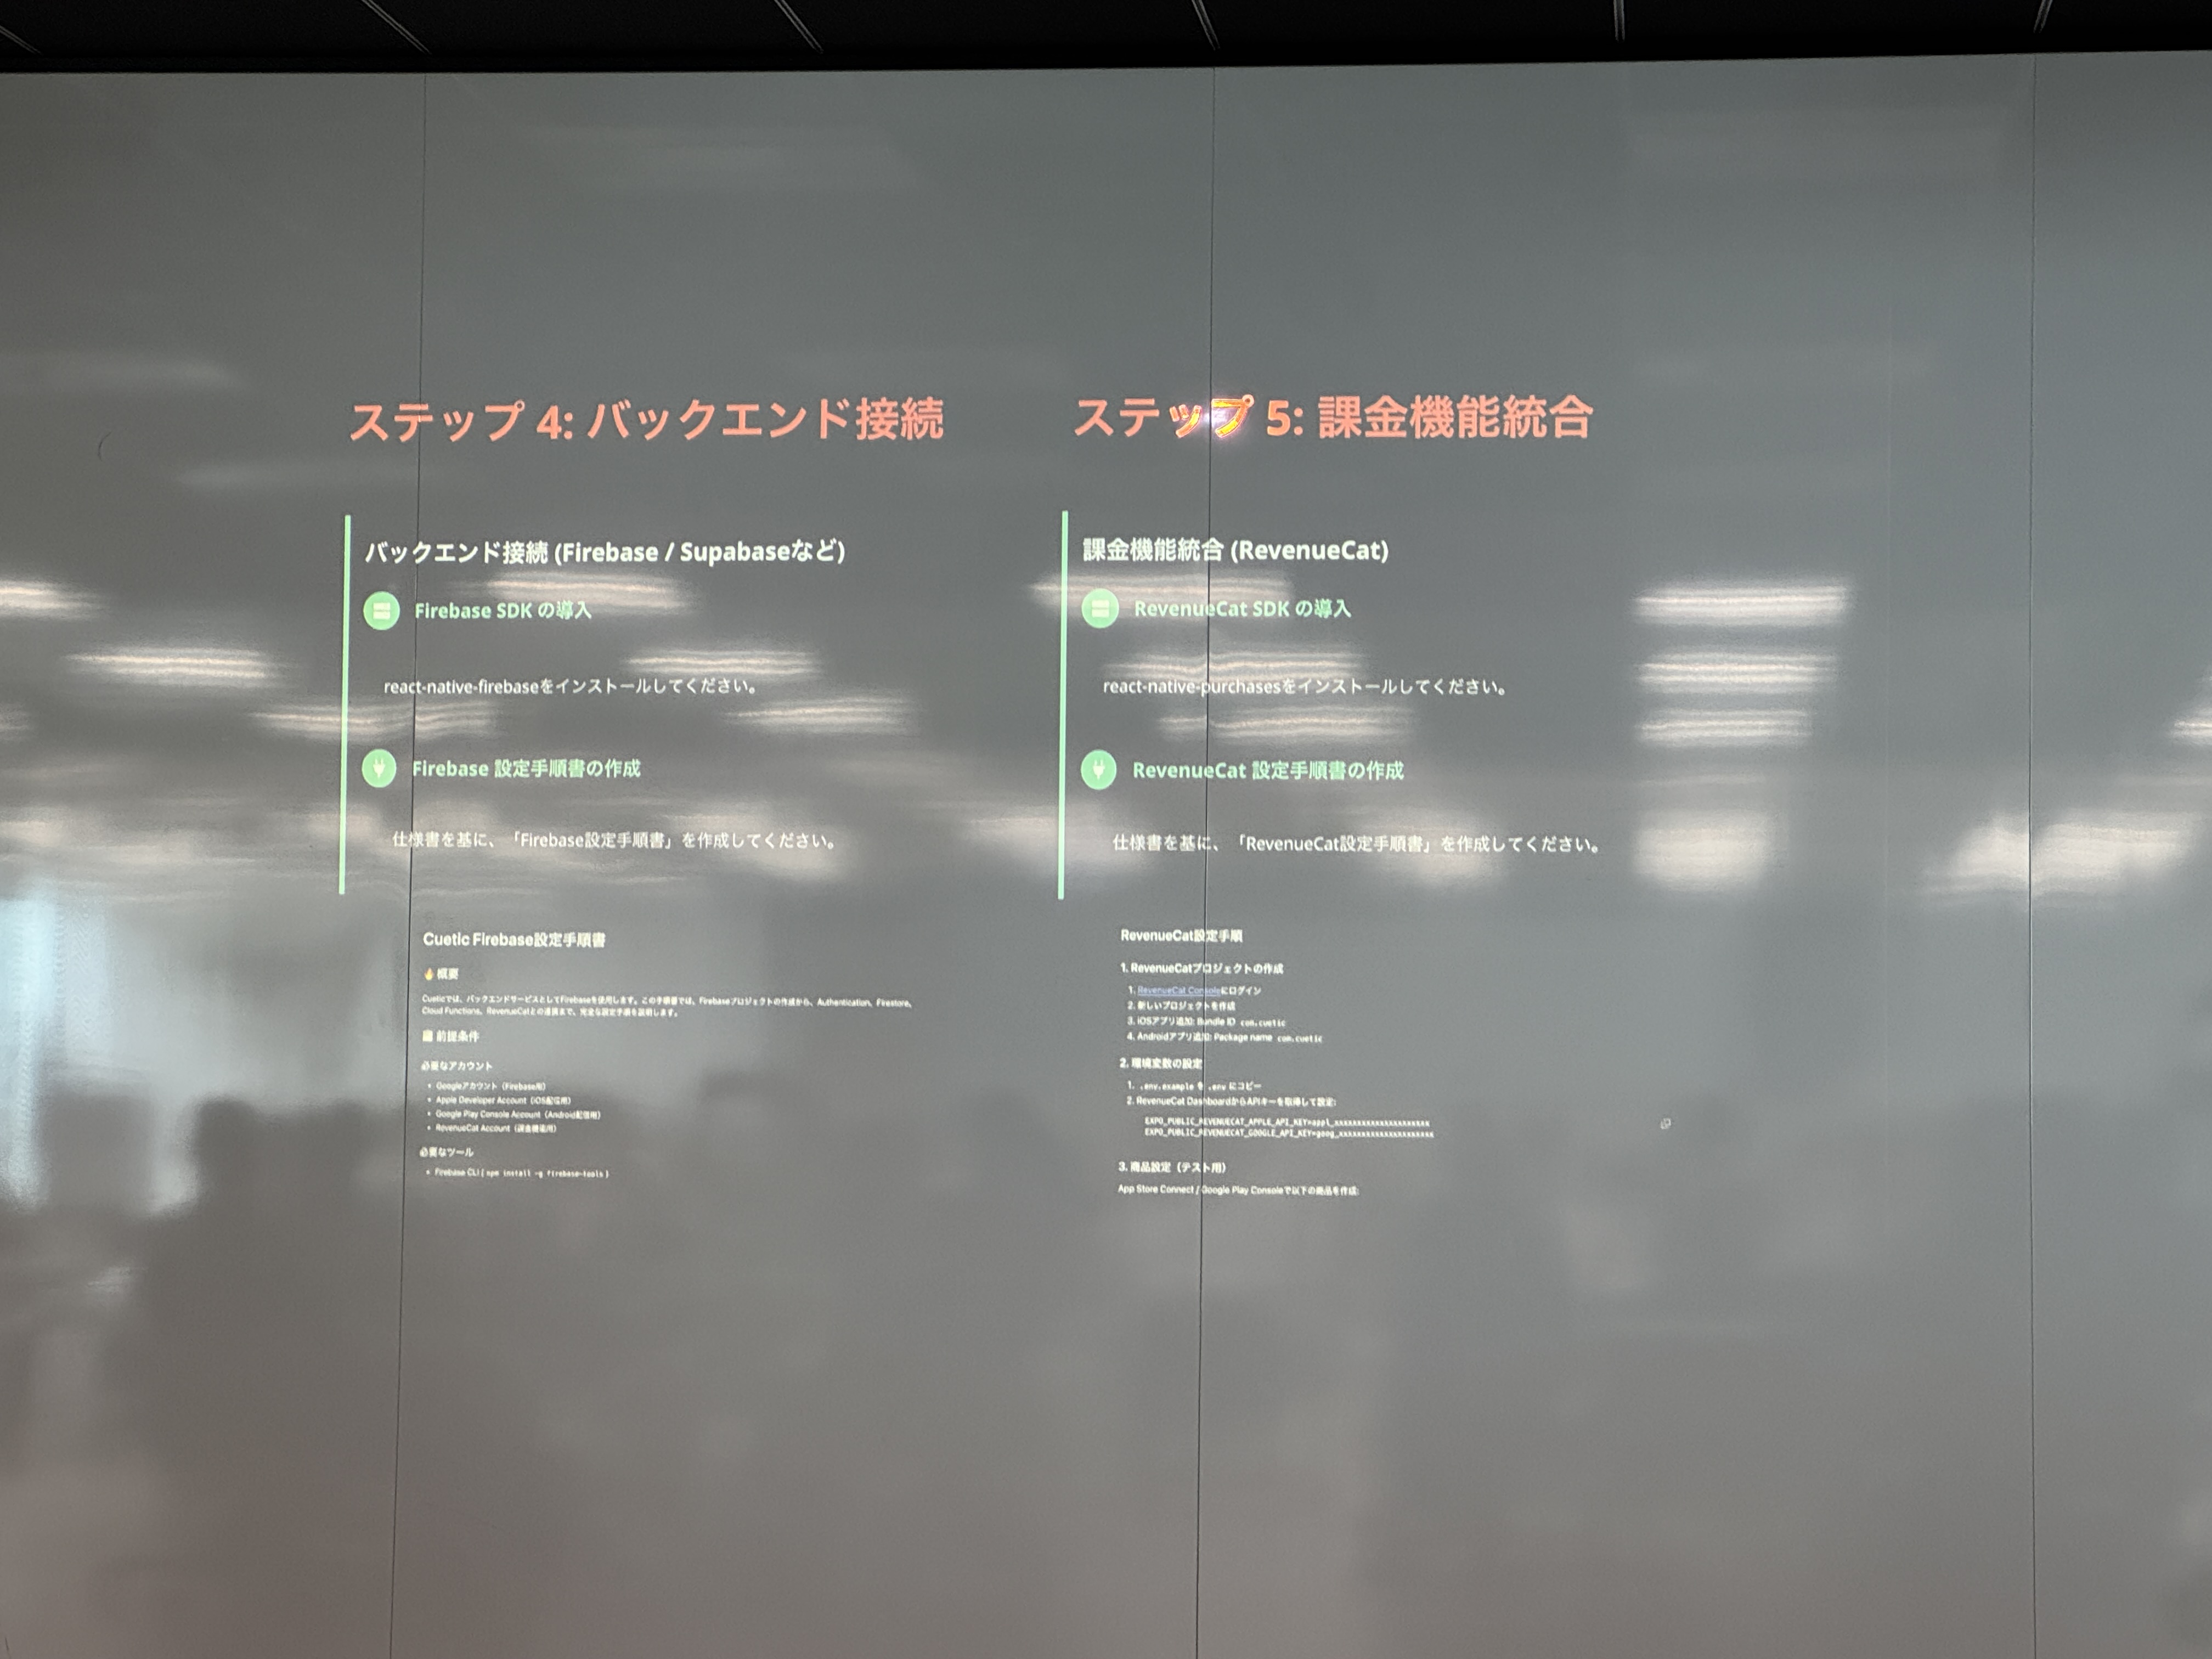 ステップ 4: バックエンド接続
バックエンド接続 (Firebase / Supabaseなど)
Firebase SDK の導入
react-native-firebaseをインストールしてください。
Firebase 設定手順書の作成
仕様書を基に、「Firebase設定手順書」を作成してください。
Cuetic Firebase設定手順書
🔥 概要
Cueticでは、バックエンドサービスとしてFirebaseを使用します。この手順書では、Firebaseプロジェクトの作成から、Authentication、Firestore、
Cloud Functions、RevenueCatとの連携まで、完全な設定手順を説明します。
📋 前提条件
必要なアカウント
• Googleアカウント（Firebase用）
• Apple Developer Account（iOS配信用）
• Google Play Console Account（Android配信用）
• RevenueCat Account（課金機能用）
必要なツール
• Firebase CLI ( npm install -g firebase-tools )
ステップ 5: 課金機能統合
課金機能統合 (RevenueCat)
RevenueCat SDK の導入
react-native-purchasesをインストールしてください。
RevenueCat 設定手順書の作成
仕様書を基に、「RevenueCat設定手順書」を作成してください。
RevenueCat設定手順
1. RevenueCatプロジェクトの作成
1. RevenueCat Consoleにログイン
2. 新しいプロジェクトを作成
3. iOSアプリ追加: Bundle ID com.cuetic
4. Androidアプリ追加: Package name com.cuetic
2. 環境変数の設定
1. .env.example を .env にコピー
2. RevenueCat DashboardからAPIキーを取得して設定:
EXPO_PUBLIC_REVENUECAT_APPLE_API_KEY=appl_xxxxxxxxxxxxxxxxxxxxx
EXPO_PUBLIC_REVENUECAT_GOOGLE_API_KEY=goog_xxxxxxxxxxxxxxxxxxxxx
3. 商品設定（テスト用）
App Store Connect / Google Play Consoleで以下の商品を作成: